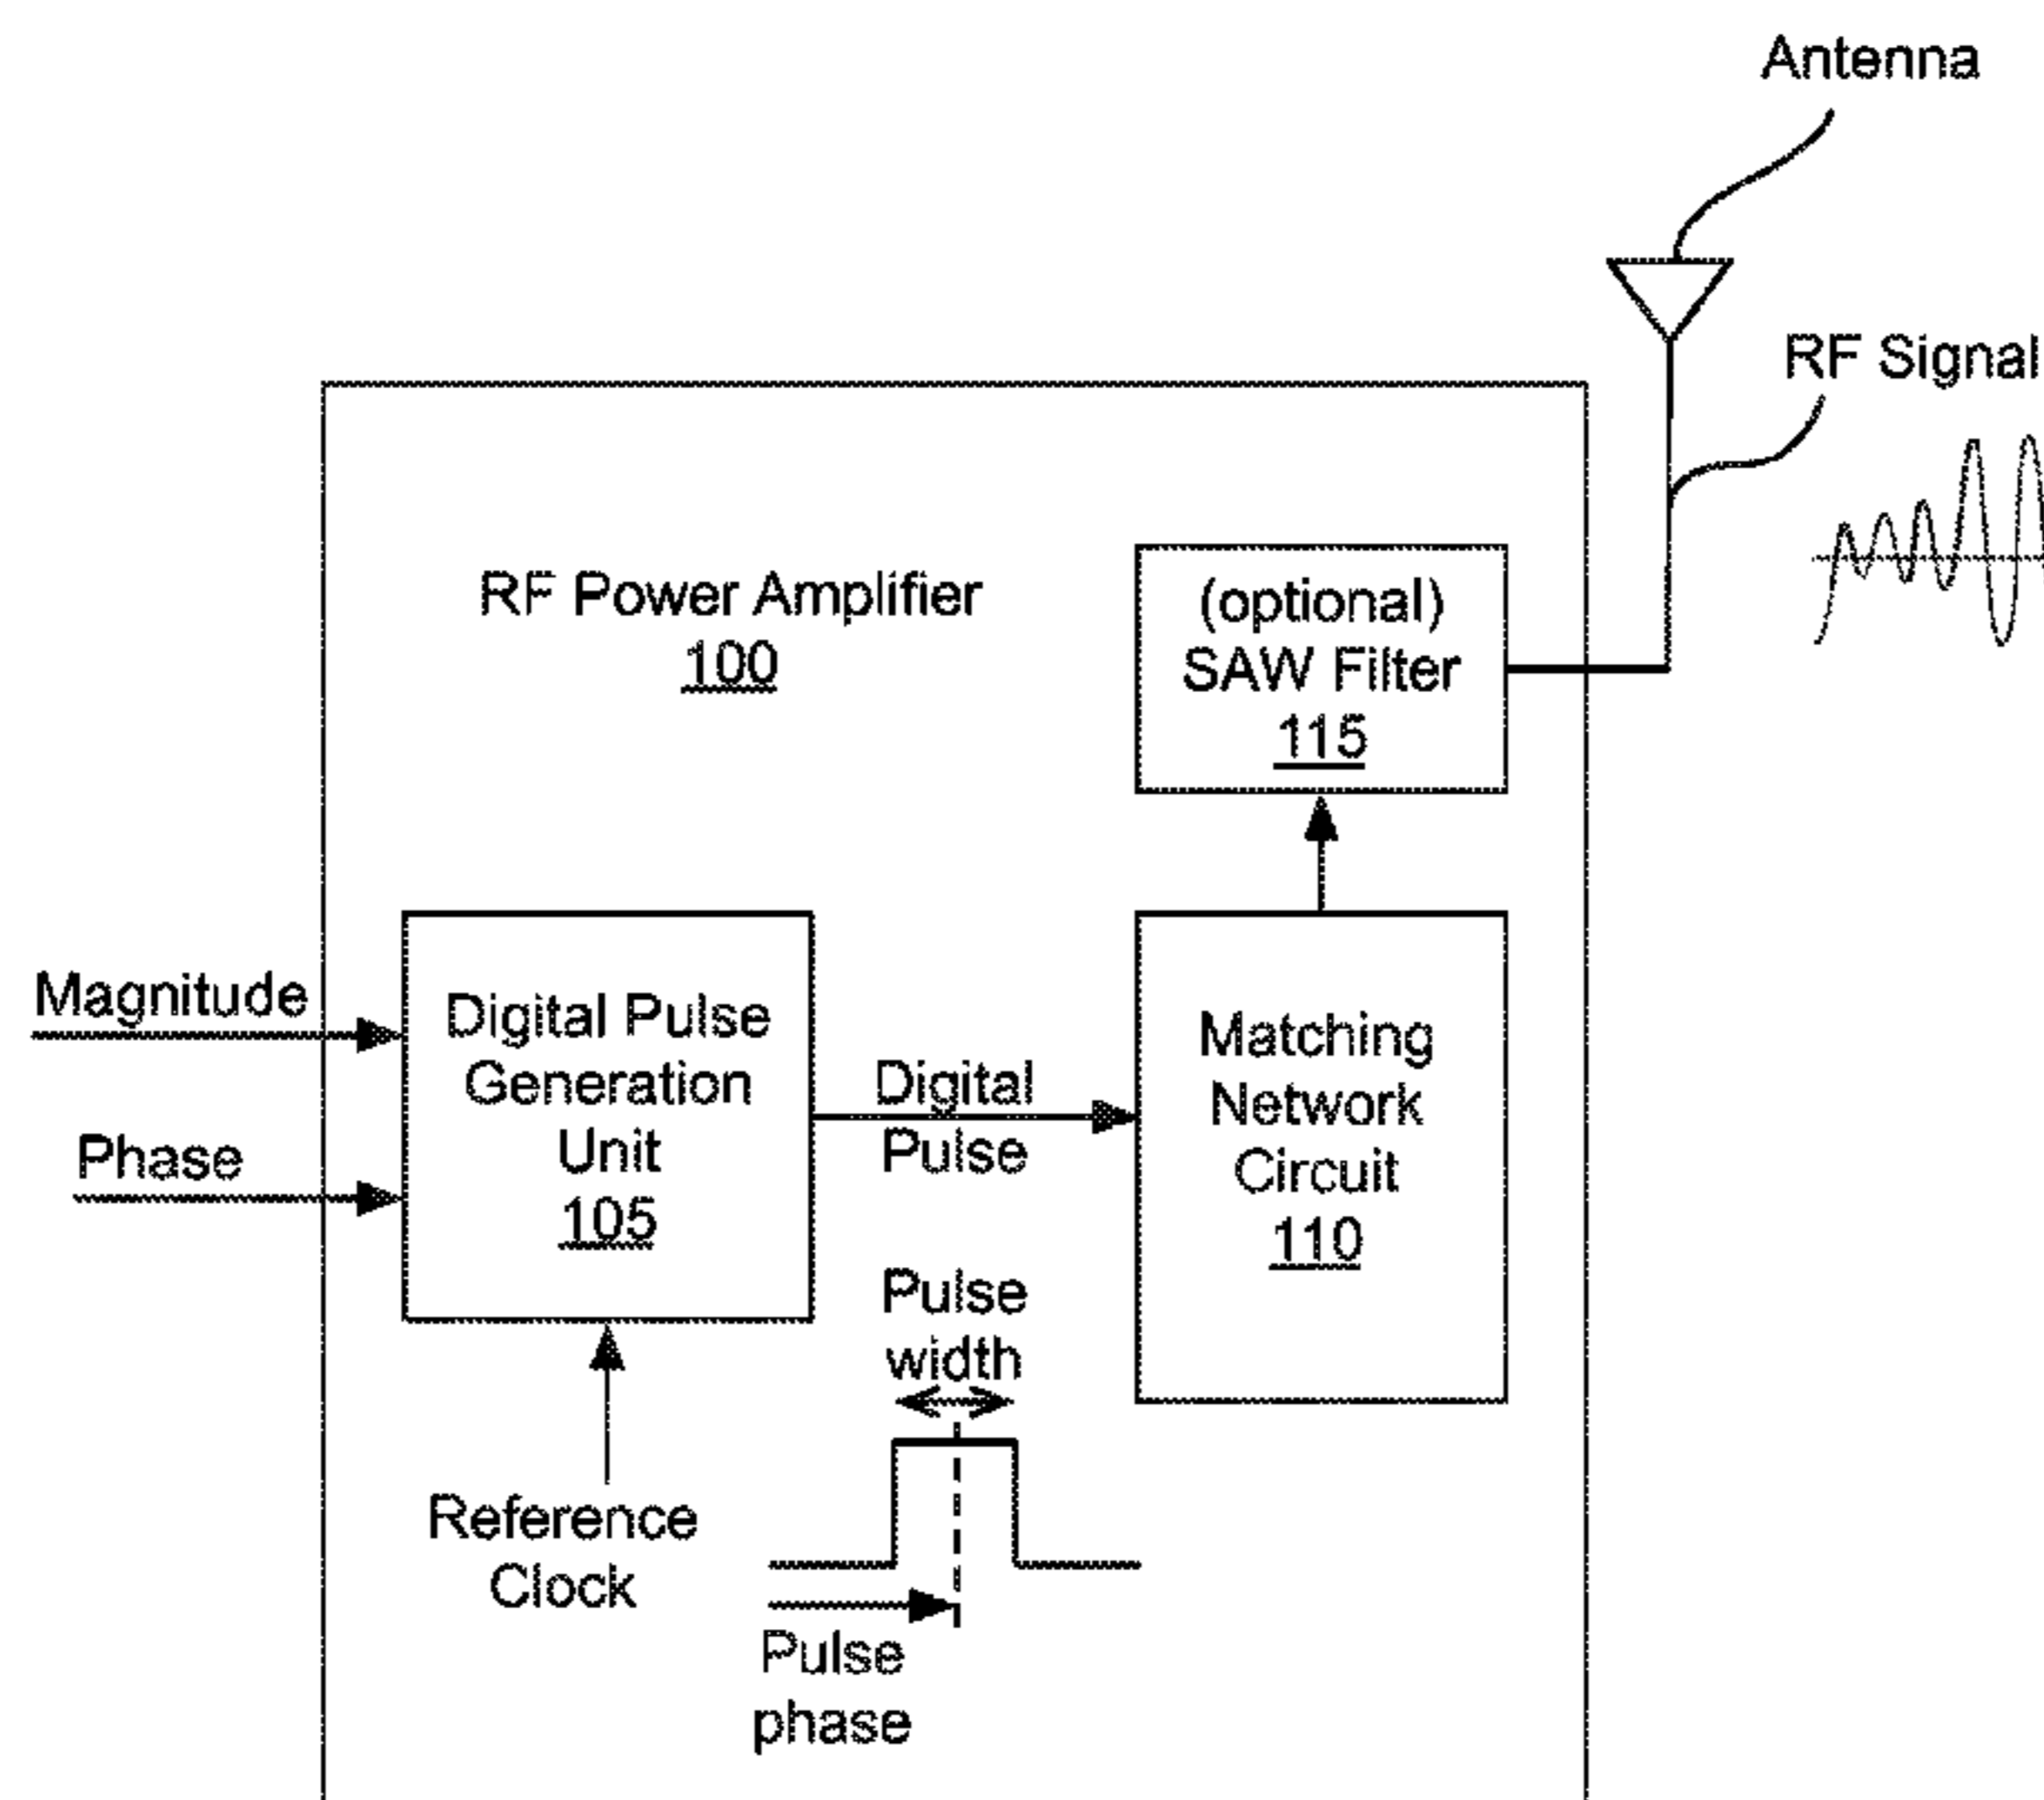 Antenna
RF Signal
RF Power Amplifier
100
(optional)
SAW Filter
115
Magnitude
Phase
Digital Pulse
Generation
Unit
105
Digital
Pulse
Matching
Network
Circuit
110
Pulse
width
Reference
Clock
Pulse
phase